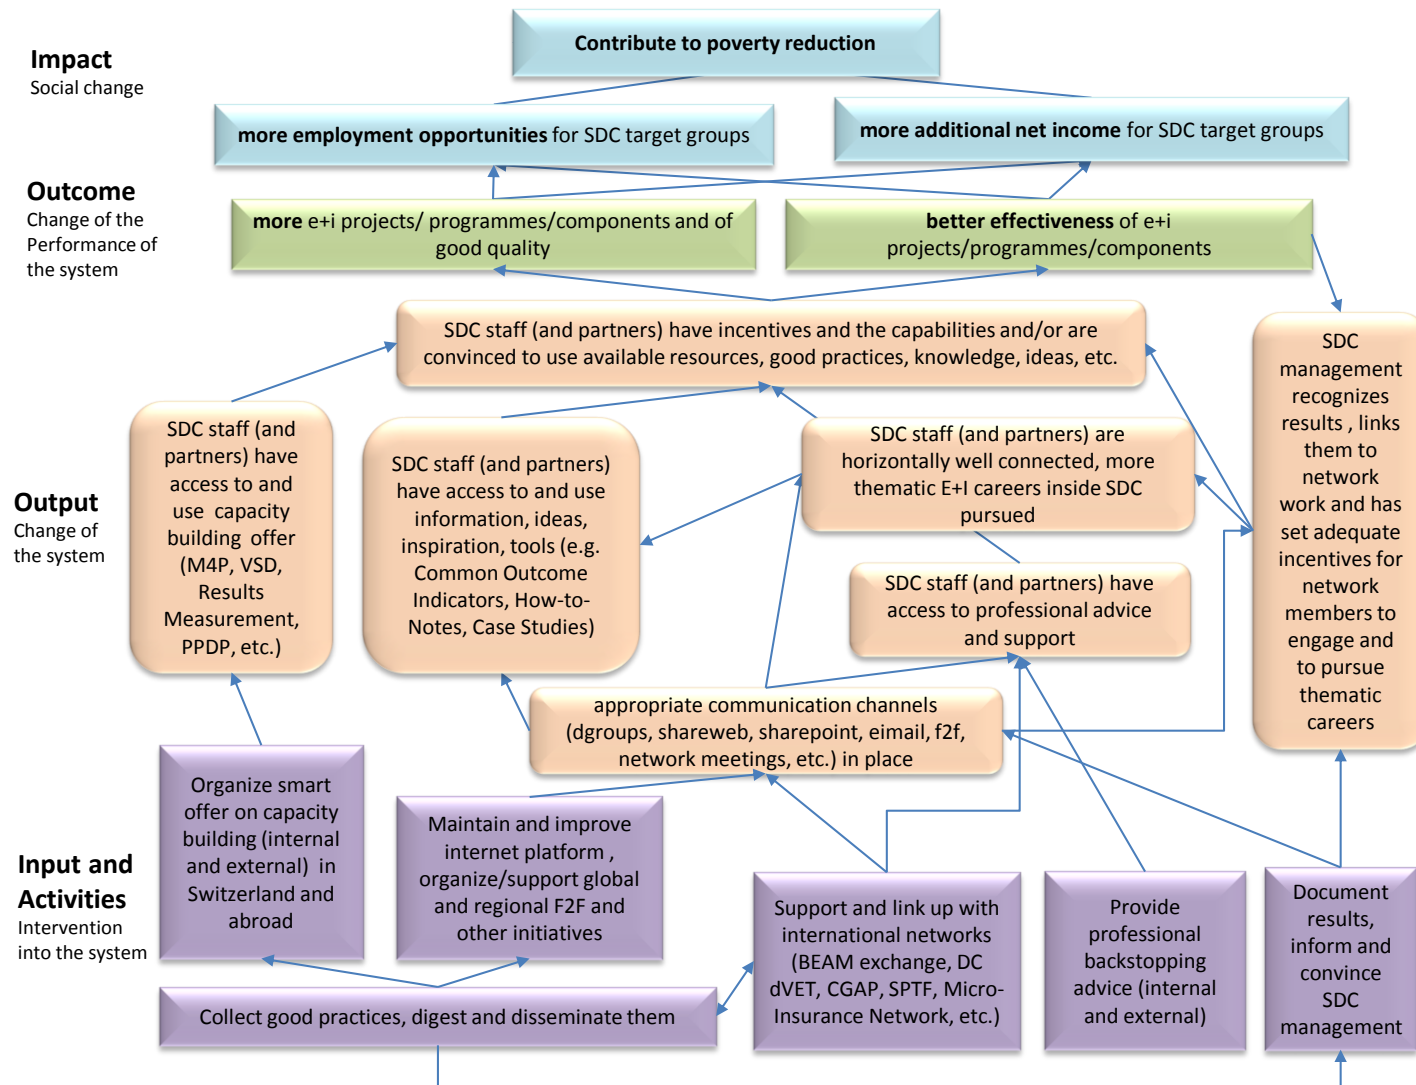 Impact
Social change
Contribute to poverty reduction
more employment opportunities for SDC target groups
more additional net income for SDC target groups
Outcome
Change of the
Performance of
the system
more e+i projects/ programmes/components and of
good quality
better effectiveness of e+i
projects/programmes/components
SDC staff (and partners) have incentives and the capabilities and/or are
convinced to use available resources, good practices, knowledge, ideas, etc.
Output
Change of
the system
SDC staff (and
partners) have
access to and
use capacity
building offer
(M4P, VSD,
Results
Measurement,
PPDP, etc.)
SDC staff (and partners)
have access to and use
information, ideas,
inspiration, tools (e.g.
Common Outcome
Indicators, How-to-
Notes, Case Studies)
SDC staff (and partners) are
horizontally well connected, more
thematic E+I careers inside SDC
pursued
SDC staff (and partners) have
access to professional advice
and support
SDC
management
recognizes
results , links
them to
network
work and has
set adequate
incentives for
network
members to
engage and
to pursue
thematic
careers
appropriate communication channels
(dgroups, shareweb, sharepoint, eimail, f2f,
network meetings, etc.) in place
Input and
Activities
Intervention
into the system
Organize smart
offer on capacity
building (internal
and external) in
Switzerland and
abroad
Maintain and improve
internet platform ,
organize/support global
and regional F2F and
other initiatives
Support and link up with
international networks
(BEAM exchange, DC
dVET, CGAP, SPTF, Micro-
Insurance Network, etc.)
Provide
professional
backstopping
advice (internal
and external)
Document
results,
inform and
convince
SDC
management
Collect good practices, digest and disseminate them